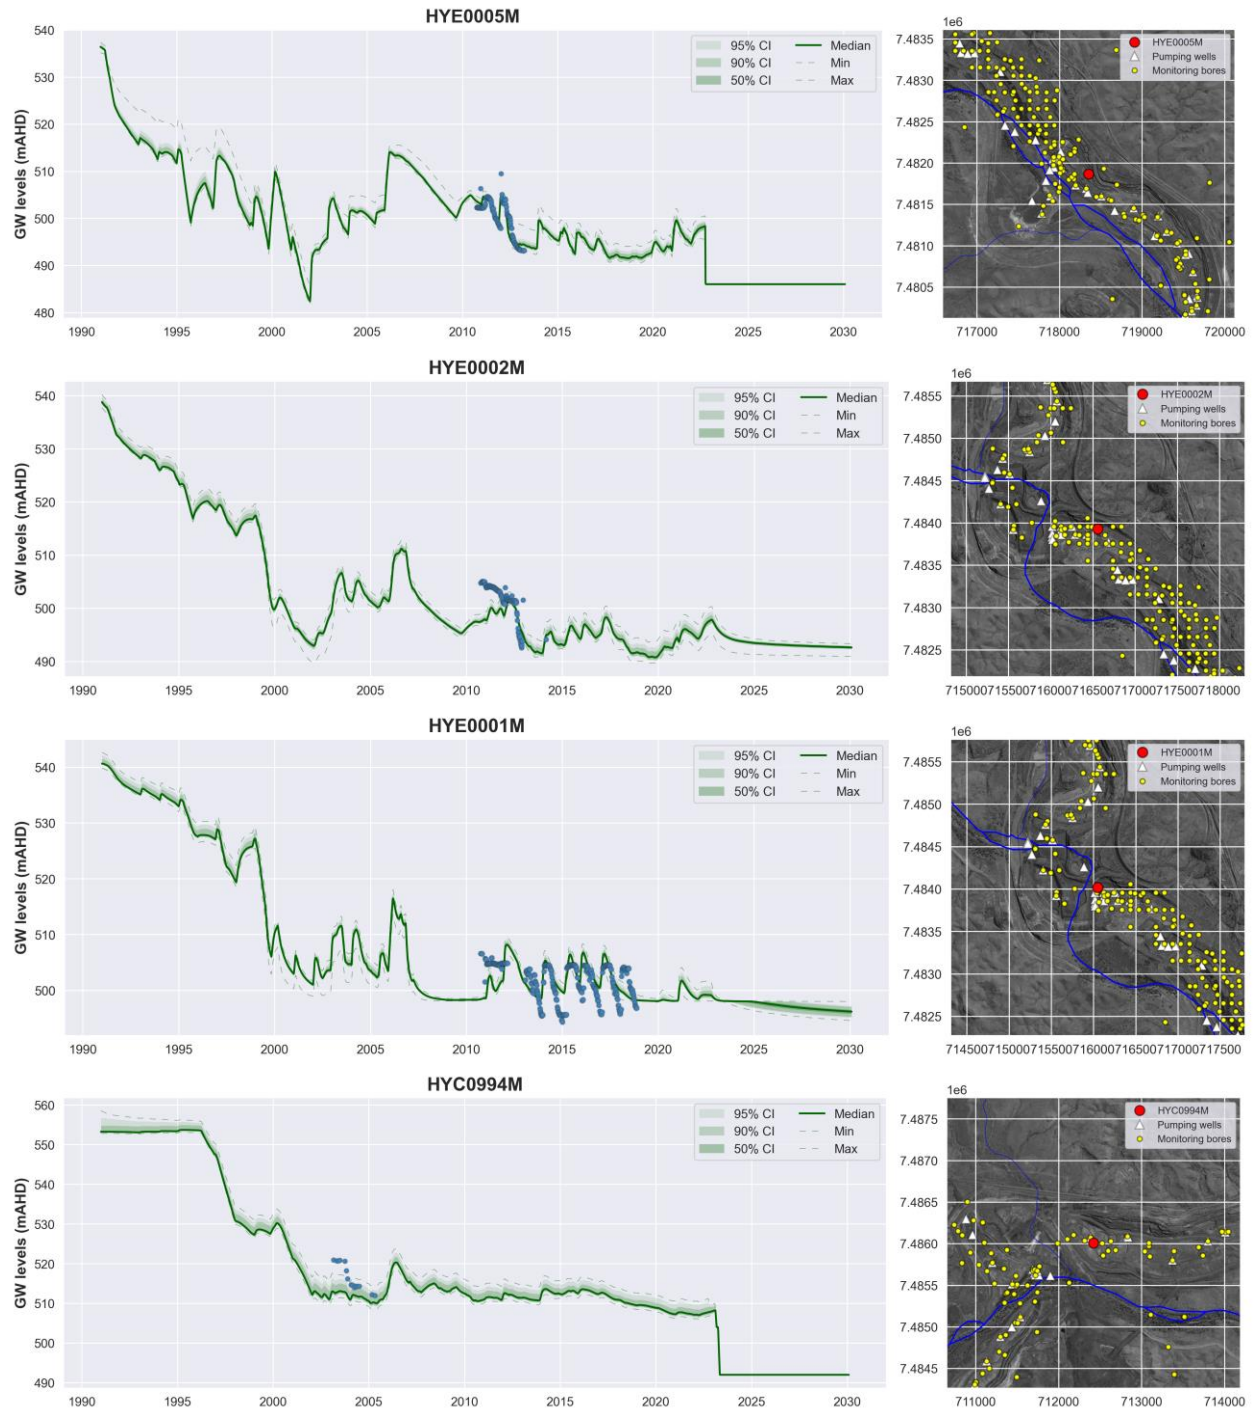 HYE0005M
GW levels (mAHD)
540
530
520
510
500
490
480
1990 1995 2000 2005 2010 2015 2020 2025 2030
95% CI Median
90% CI Min
50% CI Max
1e6
7.4835
7.4830
7.4825
7.4820
7.4815
7.4810
7.4805
717000 718000 719000 720000
HYE0005M
Pumping wells
Monitoring bores
HYE0002M
GW levels (mAHD)
540
530
520
510
500
490
1990 1995 2000 2005 2010 2015 2020 2025 2030
95% CI Median
90% CI Min
50% CI Max
1e6
7.4855
7.4850
7.4845
7.4840
7.4835
7.4830
7.4825
715000715500716000716500717000717500718000
HYE0002M
Pumping wells
Monitoring bores
HYE0001M
GW levels (mAHD)
540
530
520
510
500
1990 1995 2000 2005 2010 2015 2020 2025 2030
95% CI Median
90% CI Min
50% CI Max
1e6
7.4855
7.4850
7.4845
7.4840
7.4835
7.4830
7.4825
714500715000715500716000716500717000717500
HYE0001M
Pumping wells
Monitoring bores
HYC0994M
GW levels (mAHD)
560
550
540
530
520
510
500
490
1990 1995 2000 2005 2010 2015 2020 2025 2030
95% CI Median
90% CI Min
50% CI Max
1e6
7.4875
7.4870
7.4865
7.4860
7.4855
7.4850
7.4845
711000 712000 713000 714000
HYC0994M
Pumping wells
Monitoring bores